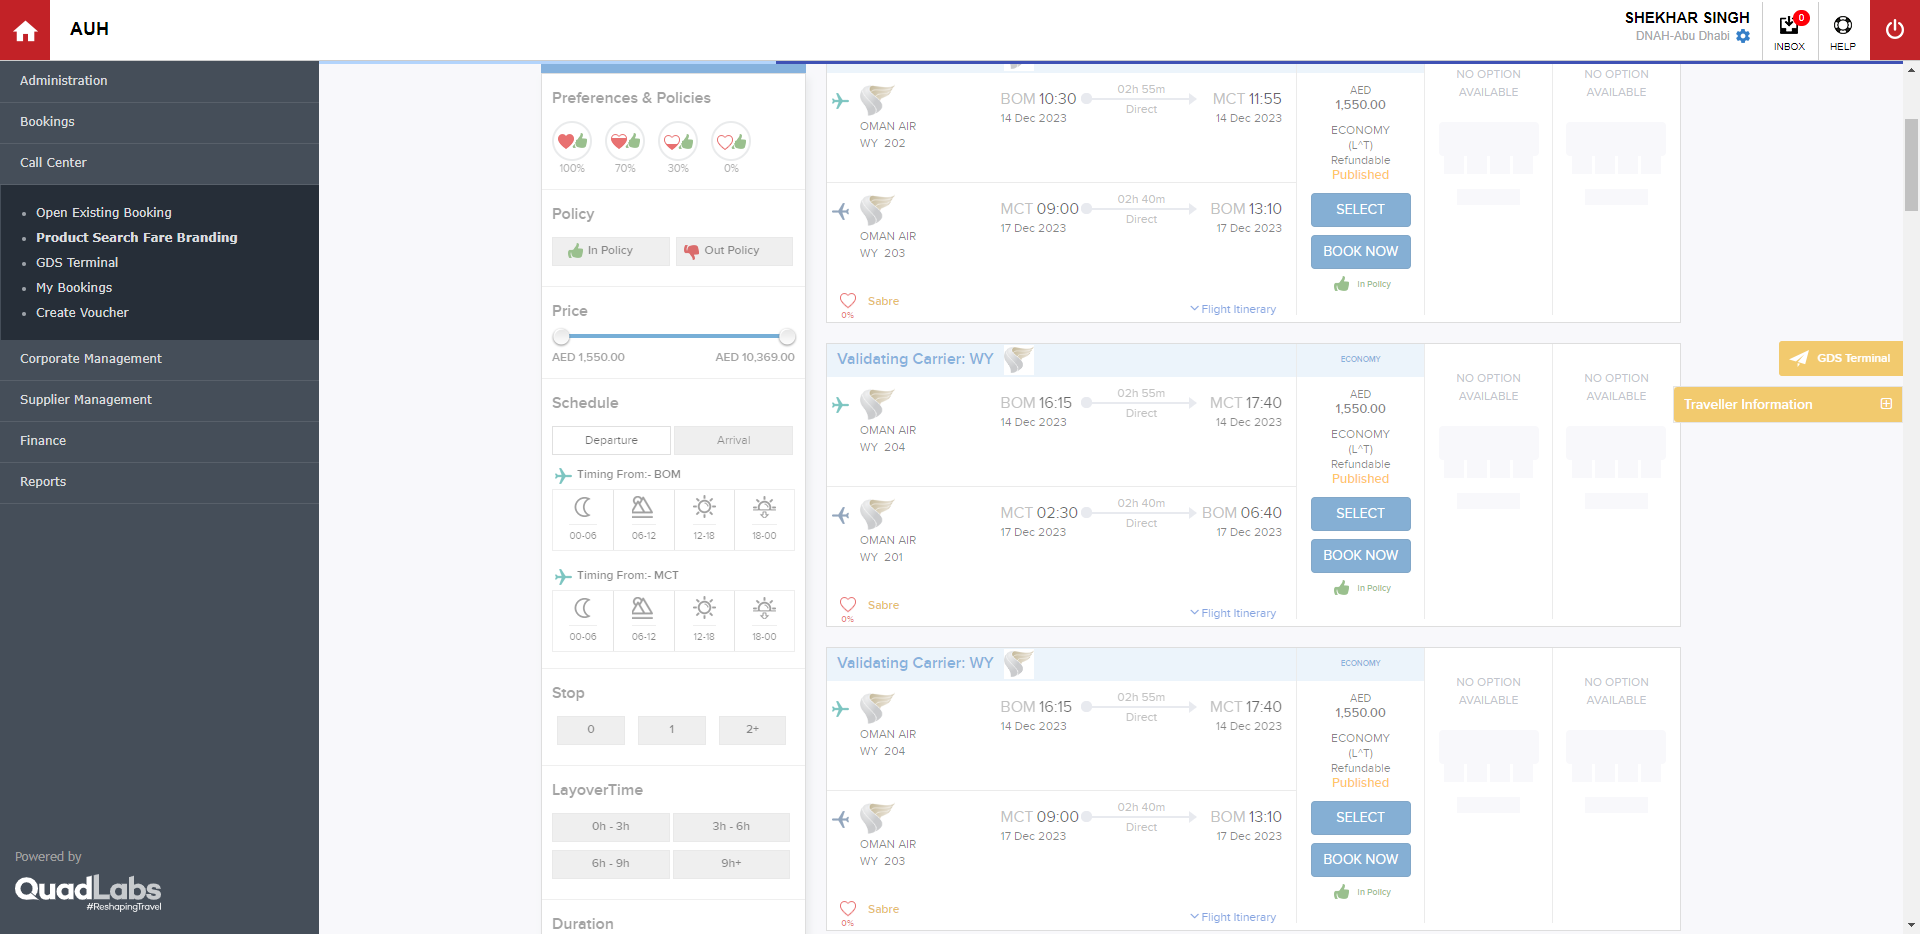 AUH
SHEKHAR SINGH
DNAH-Abu Dhabi
0
INBOX
HELP
Administration
Bookings
Call Center
Open Existing Booking
Product Search Fare Branding
GDS Terminal
My Bookings
Create Voucher
Corporate Management
Supplier Management
Finance
Reports
Powered by
QuadLabs
#ReshapingTravel
Preferences & Policies
100% 70% 30% 0%
Policy
In Policy Out Policy
Price
AED 1,550.00 AED 10,369.00
Schedule
Departure Arrival
Timing From:- BOM
00-06 06-12 12-18 18-00
Timing From:- MCT
00-06 06-12 12-18 18-00
Stop
0 1 2+
LayoverTime
0h - 3h 3h - 6h
6h - 9h 9h+
Duration
OMAN AIR
WY 202
BOM 10:30 02h 55m MCT 11:55
14 Dec 2023 Direct 14 Dec 2023
OMAN AIR
WY 203
MCT 09:00 02h 40m BOM 13:10
17 Dec 2023 Direct 17 Dec 2023
0% Sabre
Flight Itinerary
AED
1,550.00
ECONOMY
(L^T)
Refundable
Published
SELECT
BOOK NOW
In Policy
NO OPTION
AVAILABLE
NO OPTION
AVAILABLE
Validating Carrier: WY
ECONOMY
OMAN AIR
WY 204
BOM 16:15 02h 55m MCT 17:40
14 Dec 2023 Direct 14 Dec 2023
OMAN AIR
WY 201
MCT 02:30 02h 40m BOM 06:40
17 Dec 2023 Direct 17 Dec 2023
0% Sabre
Flight Itinerary
AED
1,550.00
ECONOMY
(L^T)
Refundable
Published
SELECT
BOOK NOW
In Policy
NO OPTION
AVAILABLE
NO OPTION
AVAILABLE
Validating Carrier: WY
ECONOMY
OMAN AIR
WY 204
BOM 16:15 02h 55m MCT 17:40
14 Dec 2023 Direct 14 Dec 2023
OMAN AIR
WY 203
MCT 09:00 02h 40m BOM 13:10
17 Dec 2023 Direct 17 Dec 2023
0% Sabre
Flight Itinerary
AED
1,550.00
ECONOMY
(L^T)
Refundable
Published
SELECT
BOOK NOW
In Policy
NO OPTION
AVAILABLE
NO OPTION
AVAILABLE
GDS Terminal
Traveller Information